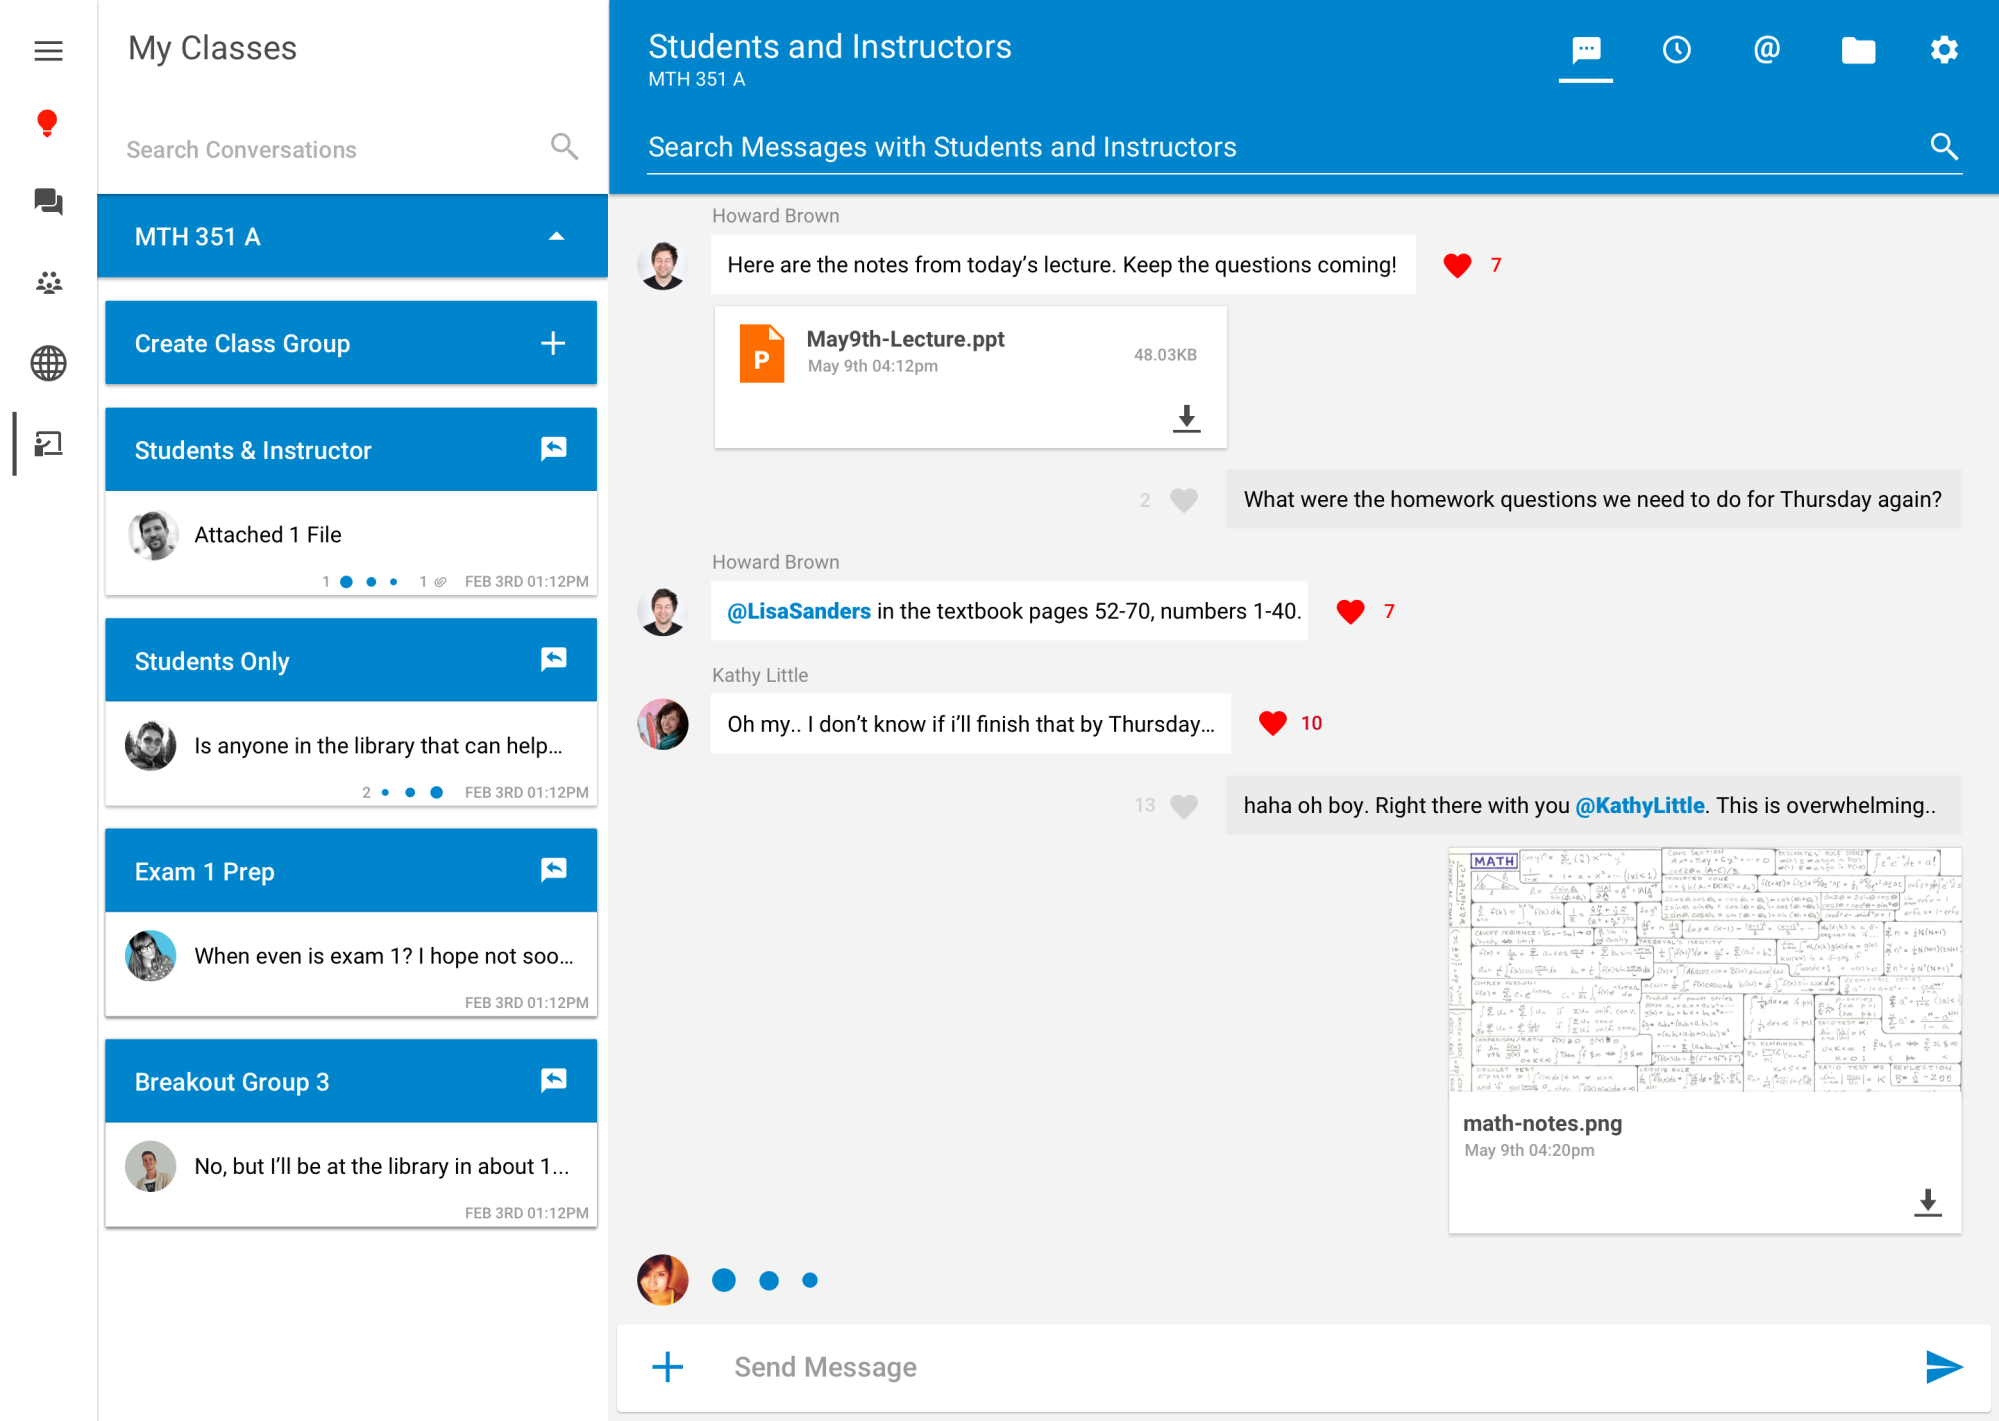 My Classes
Search Conversations
MTH 351 A
Create Class Group
Students & Instructor
Attached 1 File
1 1 FEB 3RD 01:12PM
Students Only
Is anyone in the library that can help...
2 FEB 3RD 01:12PM
Exam 1 Prep
When even is exam 1? I hope not soo...
FEB 3RD 01:12PM
Breakout Group 3
No, but I’ll be at the library in about 1...
FEB 3RD 01:12PM
Students and Instructors
MTH 351 A
@
Search Messages with Students and Instructors
Howard Brown
Here are the notes from today’s lecture. Keep the questions coming!
7
P
May9th-Lecture.ppt
May 9th 04:12pm
48.03KB
2
What were the homework questions we need to do for Thursday again?
Howard Brown
@LisaSanders in the textbook pages 52-70, numbers 1-40.
7
Kathy Little
Oh my.. I don’t know if i’ll finish that by Thursday...
10
13
haha oh boy. Right there with you @KathyLittle. This is overwhelming..
MATH
math-notes.png
May 9th 04:20pm
Send Message